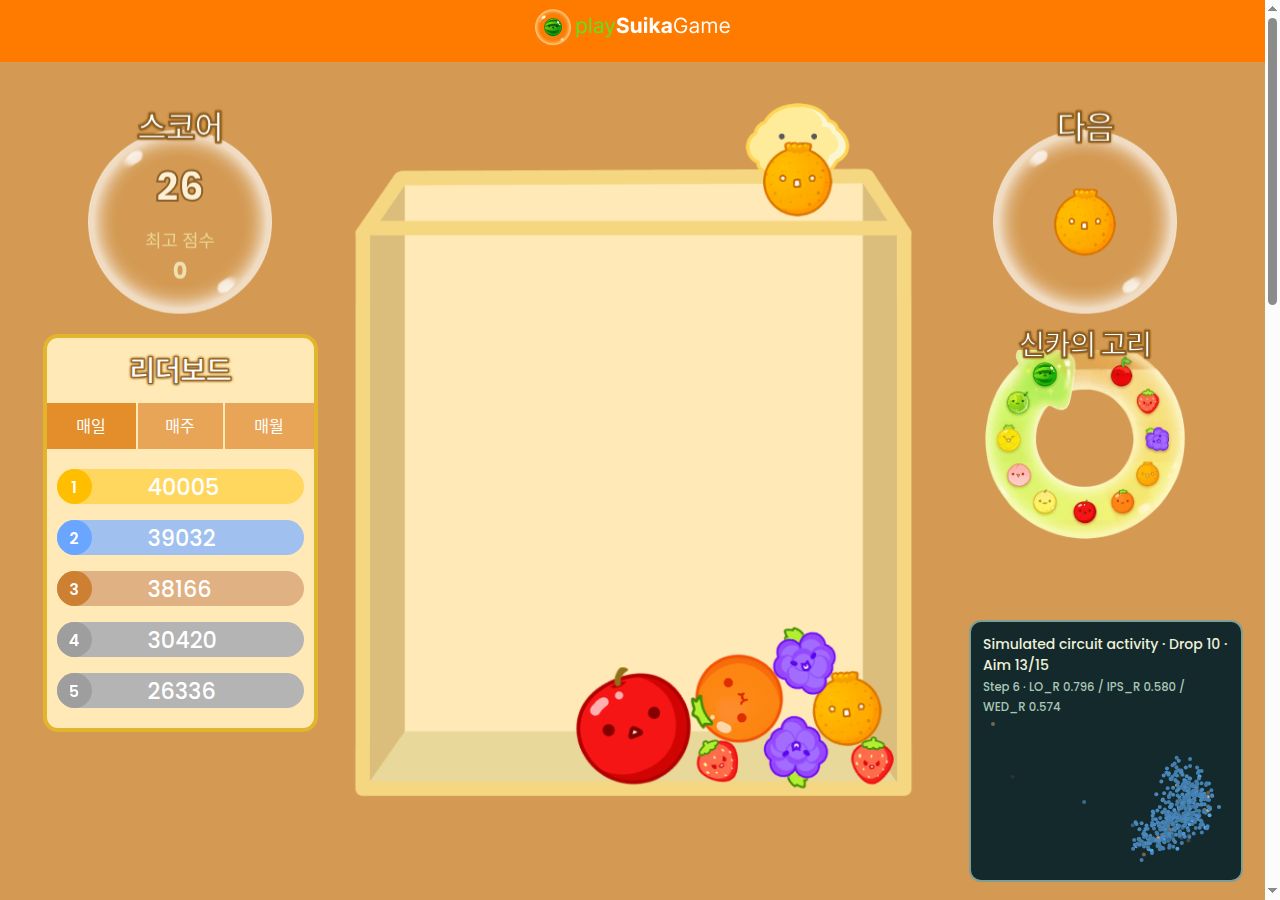 playSuikaGame
스코어
26
최고 점수
0
리더보드
매일 매주 매월
1 40005
2 39032
3 38166
4 30420
5 26336
다음
신카의 고리
Simulated circuit activity · Drop 10 ·
Aim 13/15
Step 6 · LO_R 0.796 / IPS_R 0.580 /
WED_R 0.574